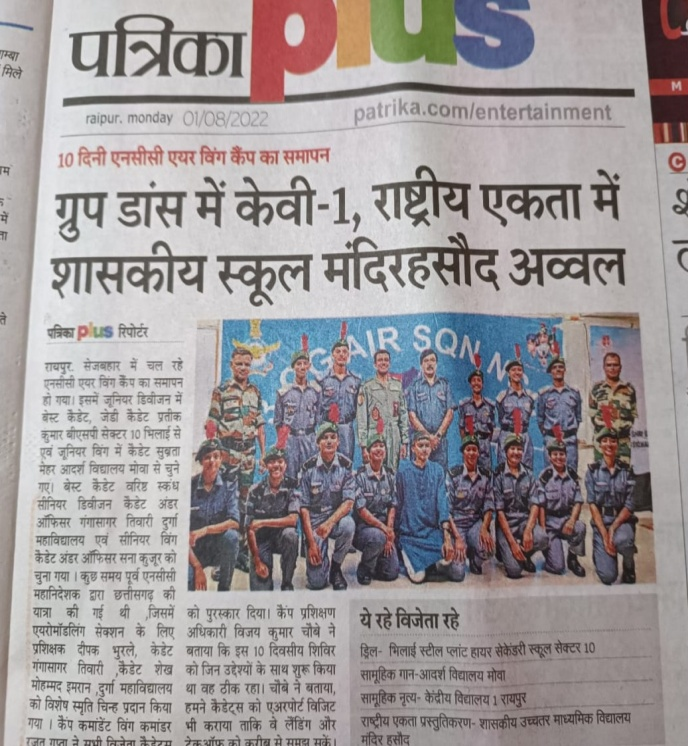 पत्रिका plus
raipur. monday 01/08/2022
patrika.com/entertainment
10 दिनी एनसीसी एयर विंग कैंप का समापन
ग्रुप डांस में केवी-1, राष्ट्रीय एकता में
शासकीय स्कूल मंदिरहसौद अव्वल
पत्रिका plus रिपोर्टर
रायपुर. सेजबहार में चल रहे
एनसीसी एयर विंग कैंप का समापन
हो गया। इसमें जूनियर डिवीजन में
बेस्ट कैडेट, जेडी कैडेट प्रतीक
कुमार बीएसपी सेक्टर 10 भिलाई से
एवं जूनियर विंग में कैडेट सुब्रता
मेहर आदर्श विद्यालय मोवा से चुने
गए। बेस्ट कैडेट वरिष्ठ स्कंध
सीनियर डिवीजन कैडेट अंडर
ऑफिसर गंगासागर तिवारी दुर्गा
महाविद्यालय एवं सीनियर विंग
कैडेट अंडर ऑफिसर सना कुजूर को
चुना गया। कुछ समय पूर्व एनसीसी
महानिदेशक द्वारा छत्तीसगढ़ की
यात्रा की गई थी ,जिसमें
एयरोमॉडलिंग सेक्शन के लिए
प्रशिक्षक दीपक भुरले, कैडेट
गंगासागर तिवारी ,कैडेट शेख
मोहम्मद इमरान ,दुर्गा महाविद्यालय
को विशेष स्मृति चिन्ह प्रदान किया
गया । कैंप कमांडेंट विंग कमांडर
गुप्ता ने सभी विजेता कैडेट्स
को पुरस्कार दिया। कैंप प्रशिक्षण
अधिकारी विजय कुमार चौबे ने
बताया कि इस 10 दिवसीय शिविर
को जिन उद्देश्यों के साथ शुरू किया
था वह ठीक रहा। चौबे ने बताया,
हमने कैडेट्स को एअरपोर्ट विजिट
भी कराया ताकि वे लैंडिंग और
टेकऑफ को करीब से समझ सकें।
AIR SQN N
ये रहे विजेता रहे
ड्रिल- भिलाई स्टील प्लांट हायर सेकेंडरी स्कूल सेक्टर 10
सामूहिक गान-आदर्श विद्यालय मोवा
सामूहिक नृत्य- केंद्रीय विद्यालय 1 रायपुर
राष्ट्रीय एकता प्रस्तुतिकरण- शासकीय उच्चतर माध्यमिक विद्यालय
मंदिर हसौद